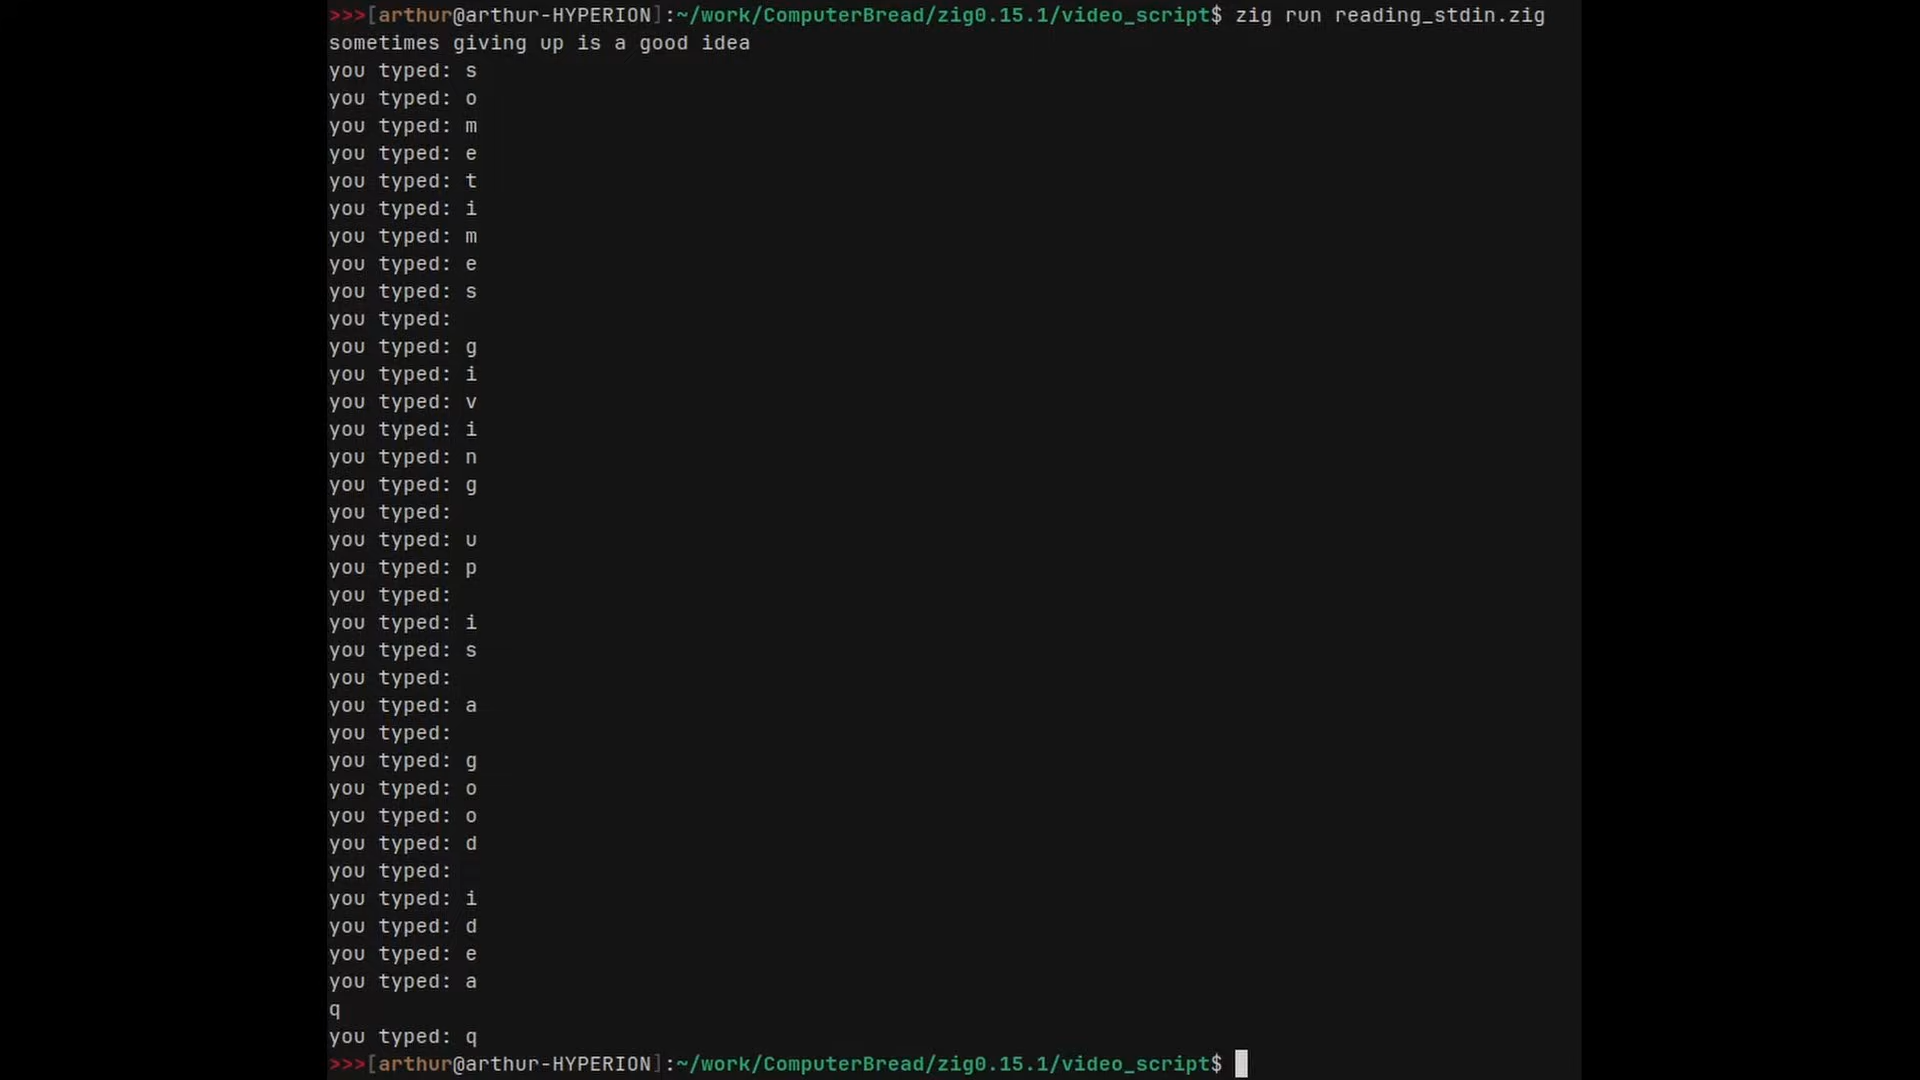 >>>[arthur@arthur-HYPERION]:~/work/ComputerBread/zig0.15.1/video_script$ zig run reading_stdin.zig
sometimes giving up is a good idea
you typed: s
you typed: o
you typed: m
you typed: e
you typed: t
you typed: i
you typed: m
you typed: e
you typed: s
you typed:
you typed: g
you typed: i
you typed: v
you typed: i
you typed: n
you typed: g
you typed:
you typed: u
you typed: p
you typed:
you typed: i
you typed: s
you typed:
you typed: a
you typed:
you typed: g
you typed: o
you typed: o
you typed: d
you typed:
you typed: i
you typed: d
you typed: e
you typed: a
q
you typed: q
>>>[arthur@arthur-HYPERION]:~/work/ComputerBread/zig0.15.1/video_script$